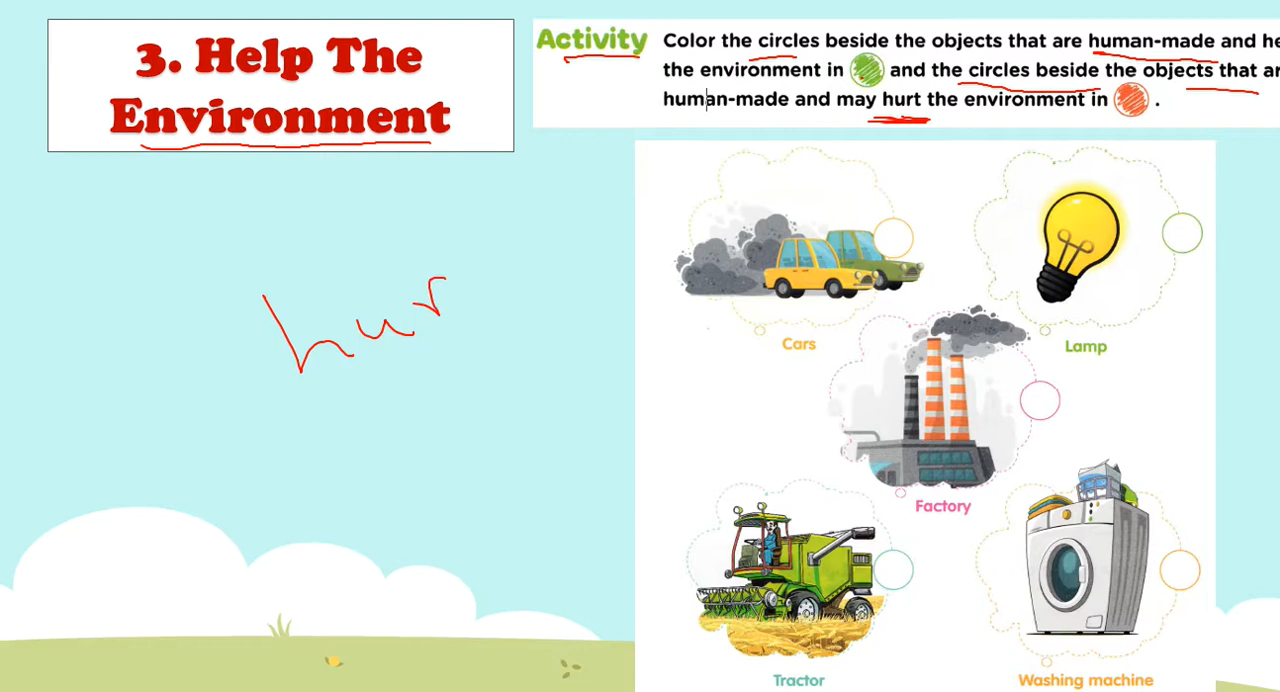 3. Help The
Environment
Activity
Color the circles beside the objects that are human-made and he
the environment in and the circles beside the objects that ar
human-made and may hurt the environment in .
hur
Cars
Lamp
Factory
Tractor
Washing machine